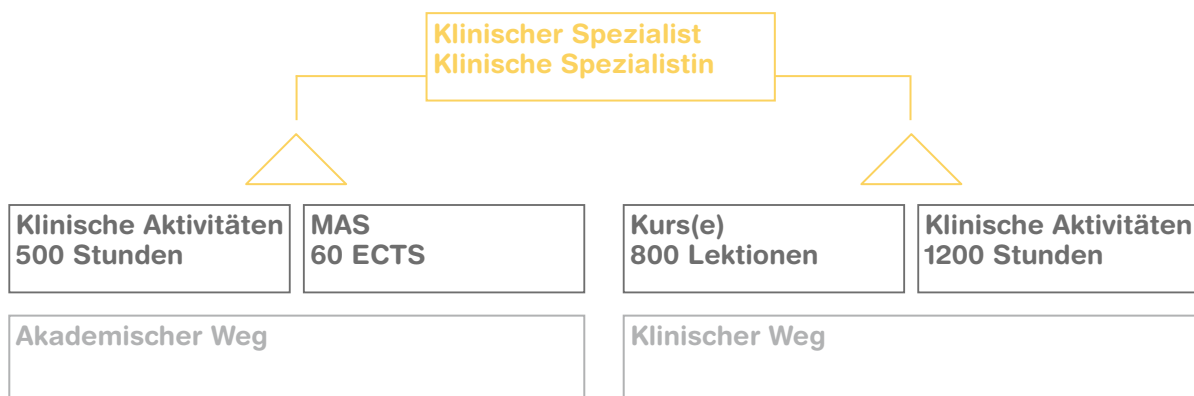 Klinischer Spezialist
Klinische Spezialistin
Klinische Aktivitäten
500 Stunden
MAS
60 ECTS
Kurs(e)
800 Lektionen
Klinische Aktivitäten
1200 Stunden
Akademischer Weg
Klinischer Weg